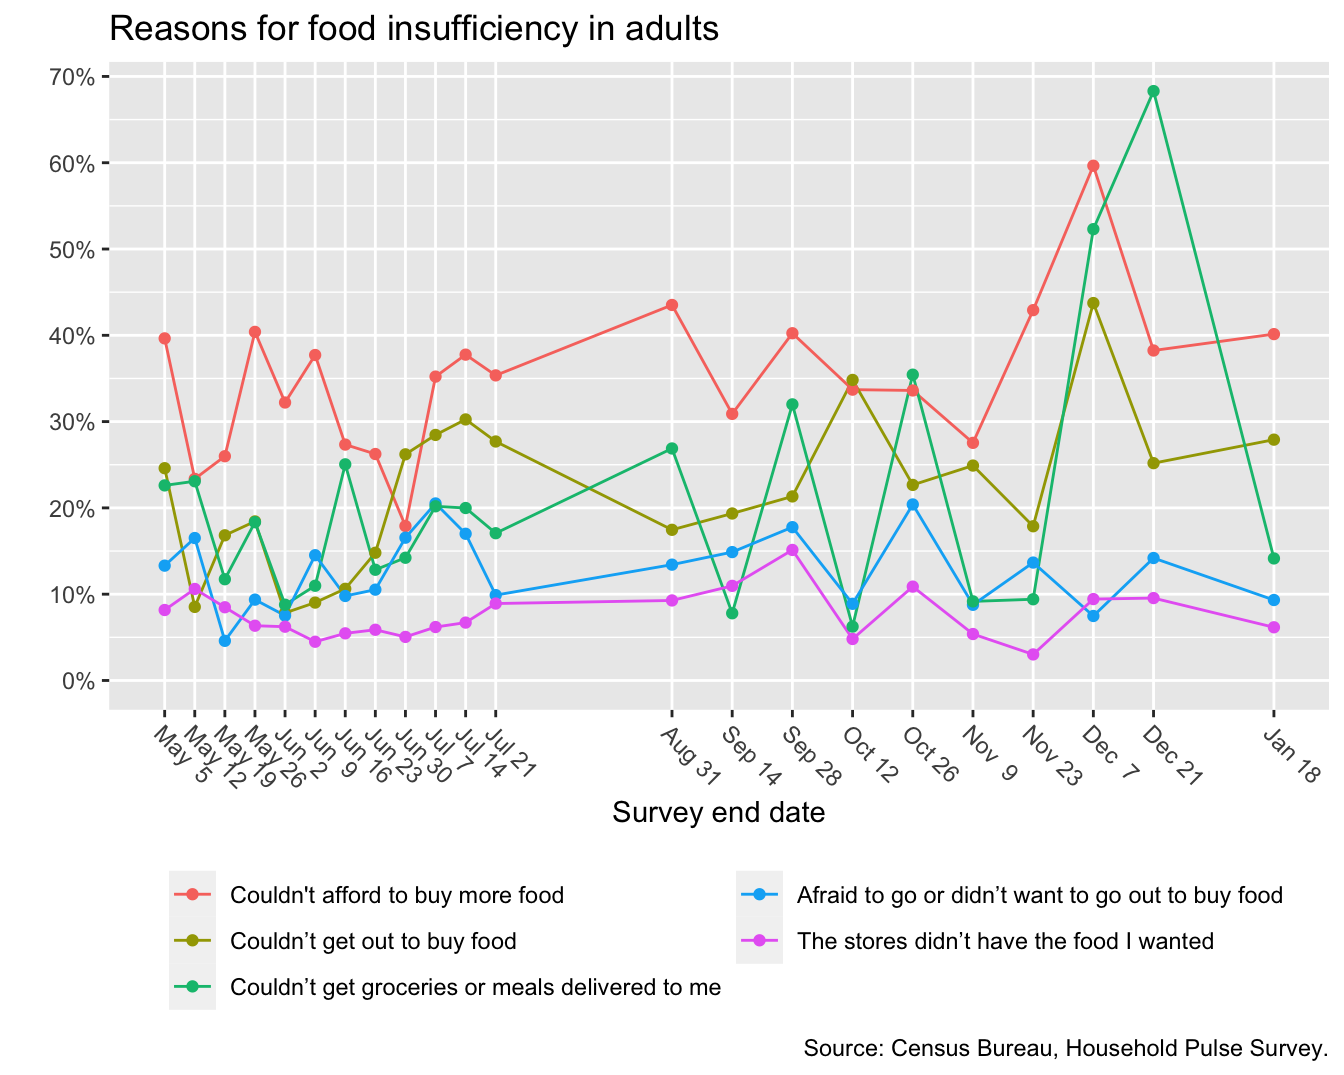 Reasons for food insufficiency in adults
70%
60%
50%
40%
30%
20%
10%
0%
May 5
May 12
May 19
May 26
Jun 2
Jun 9
Jun 16
Jun 23
Jun 30
Jul 7
Jul 14
Jul 21
Aug 31
Sep 14
Sep 28
Oct 12
Oct 26
Nov 9
Nov 23
Dec 7
Dec 21
Jan 18
Survey end date
Couldn't afford to buy more food
Couldn’t get out to buy food
Couldn’t get groceries or meals delivered to me
Afraid to go or didn’t want to go out to buy food
The stores didn’t have the food I wanted
Source: Census Bureau, Household Pulse Survey.